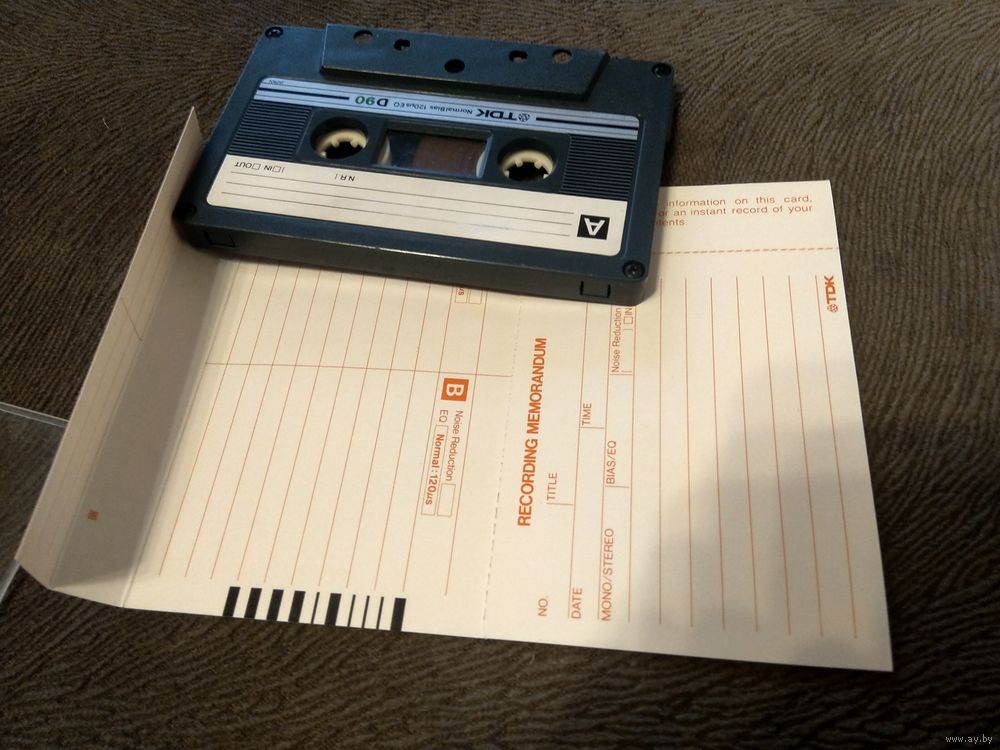 TDK Normal Bias 120µs EQ D90
N.R. □IN □OUT
A
information on this card,
or an instant record of your
TDK
RECORDING MEMORANDUM
NO.
TITLE
DATE
TIME
MONO/STEREO
BIAS/EQ
Noise Reduction □IN
B
Noise Reduction
EQ Normal:120µs
www.ay.by